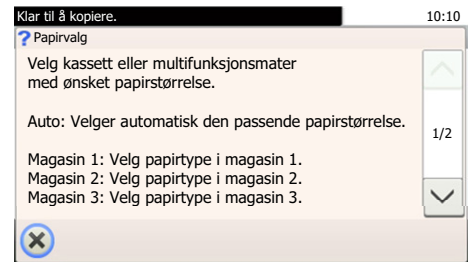 Klar til å kopiere.
10:10
? Papirvalg
Velg kassett eller multifunksjonsmater
med ønsket papirstørrelse.
Auto: Velger automatisk den passende papirstørrelse.
1/2
Magasin 1: Velg papirtype i magasin 1.
Magasin 2: Velg papirtype i magasin 2.
Magasin 3: Velg papirtype i magasin 3.